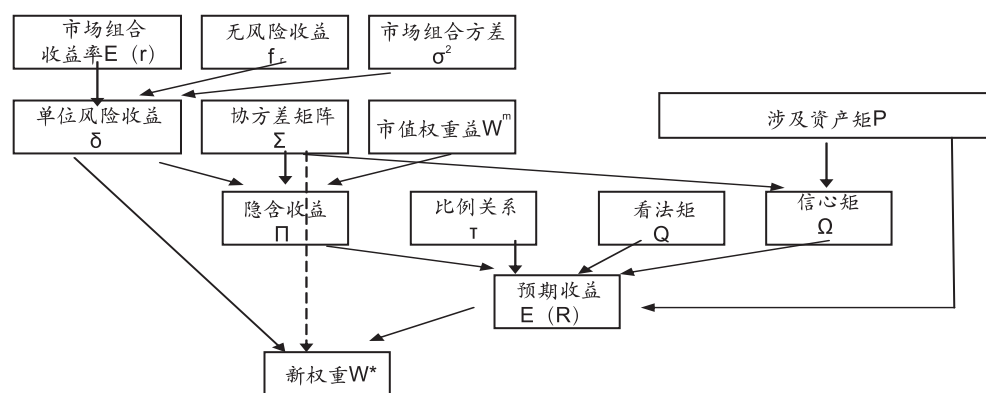 市场组合
收益率E（r）
无风险收益
f r
市场组合方差
σ²
单位风险收益
δ
协方差矩阵
Σ
市值权重益Wᵐ
涉及资产矩P
隐含收益
Π
比例关系
τ
看法矩
Q
信心矩
Ω
预期收益
E（R）
新权重W*